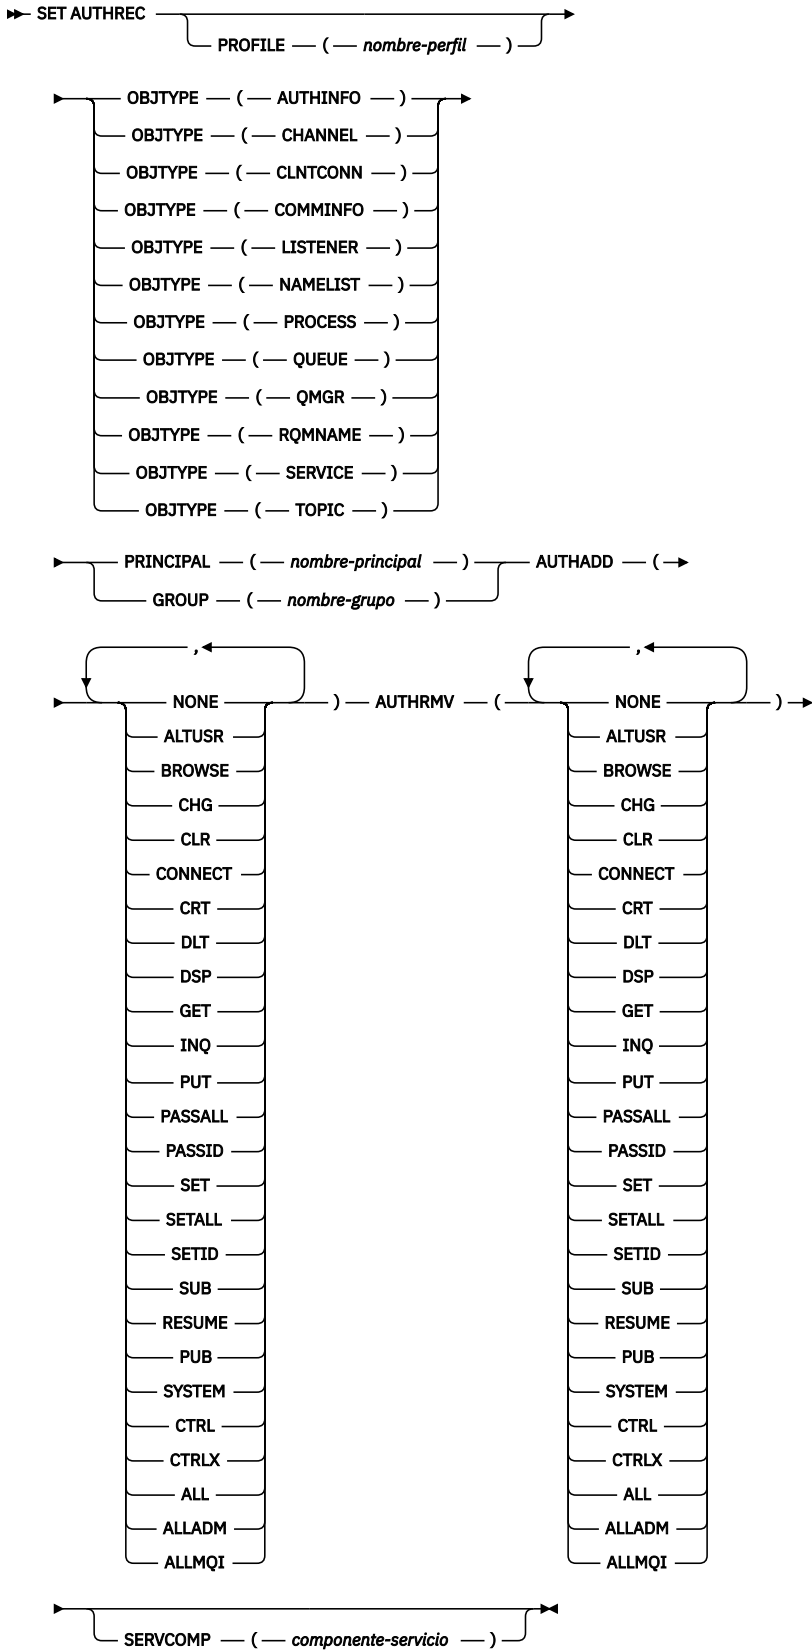 SET AUTHREC
PROFILE ( nombre-perfil )
OBJTYPE ( AUTHINFO )
OBJTYPE ( CHANNEL )
OBJTYPE ( CLNTCONN )
OBJTYPE ( COMMINFO )
OBJTYPE ( LISTENER )
OBJTYPE ( NAMELIST )
OBJTYPE ( PROCESS )
OBJTYPE ( QUEUE )
OBJTYPE ( QMGR )
OBJTYPE ( RQMNAME )
OBJTYPE ( SERVICE )
OBJTYPE ( TOPIC )
PRINCIPAL ( nombre-principal ) AUTHADD (
GROUP ( nombre-grupo )
, ,
NONE ) AUTHRMV ( NONE )
ALTUSR ALTUSR
BROWSE BROWSE
CHG CHG
CLR CLR
CONNECT CONNECT
CRT CRT
DLT DLT
DSP DSP
GET GET
INQ INQ
PUT PUT
PASSALL PASSALL
PASSID PASSID
SET SET
SETALL SETALL
SETID SETID
SUB SUB
RESUME RESUME
PUB PUB
SYSTEM SYSTEM
CTRL CTRL
CTRLX CTRLX
ALL ALL
ALLADM ALLADM
ALLMQI ALLMQI
SERVCOMP ( componente-servicio )